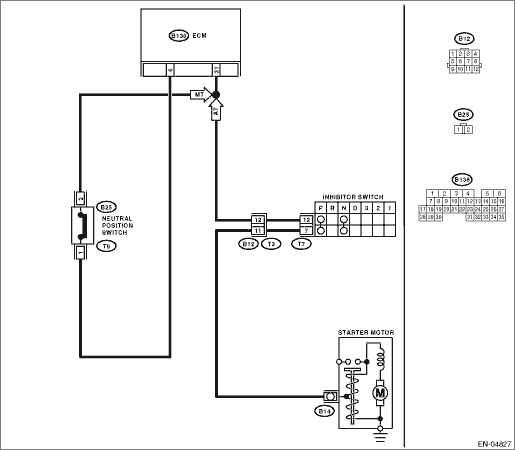 B136 ECM
6 31
MT
AT
2
B25
NEUTRAL
POSITION
SWITCH
T9
1
INHIBITOR SWITCH
P R N D 3 2 1
12 12
11 7
B12 T3 T7
STARTER MOTOR
M
B14
B12
1 2 3 4
5 6 7 8
9 10 11 12
B25
1 2
B136
1 2 3 4 5 6
7 8 9 10 11 12 13 14 15 16
17 18 19 20 21 22 23 24 25 26 27
28 29 30 31 32 33 34 35
EN-04827